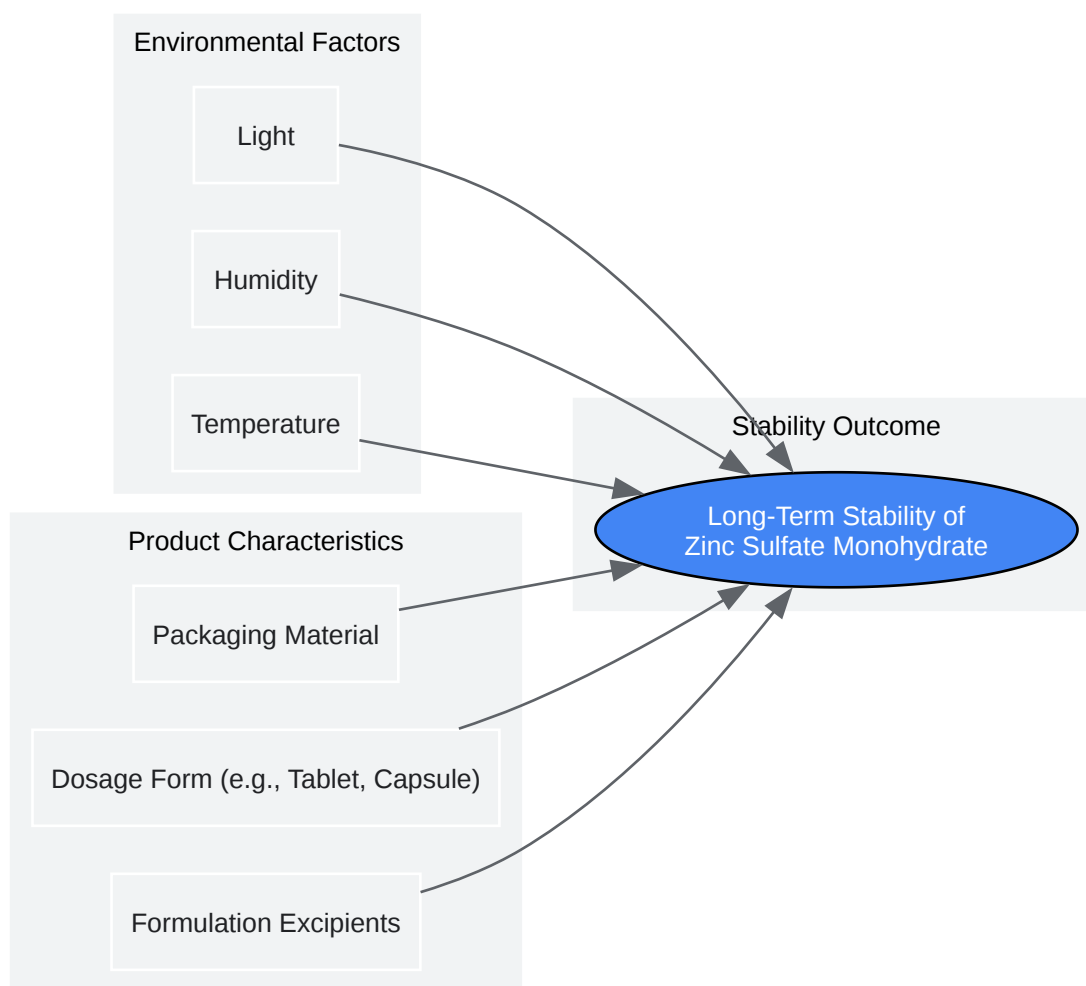 Environmental Factors
Light
Humidity
Temperature
Product Characteristics
Packaging Material
Dosage Form (e.g., Tablet, Capsule)
Formulation Excipients
Stability Outcome
Long-Term Stability of
Zinc Sulfate Monohydrate